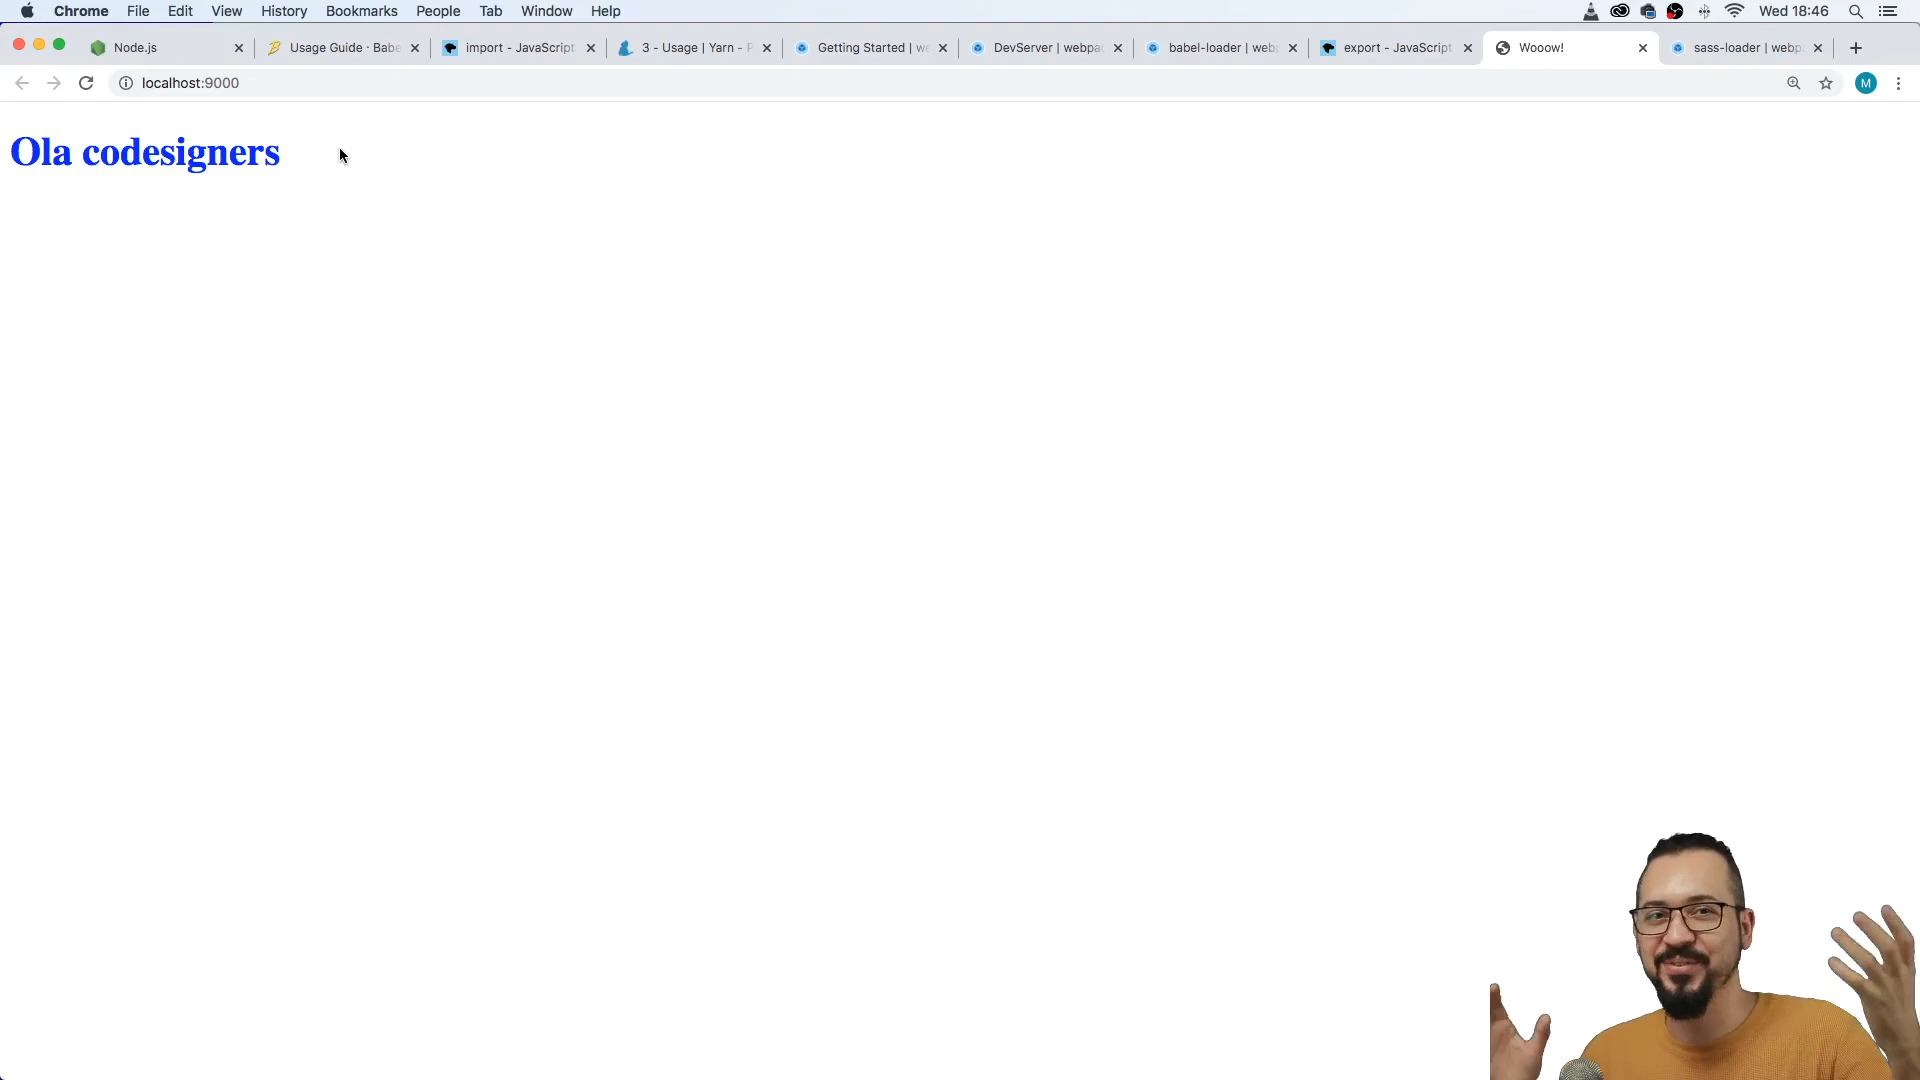 Chrome File Edit View History Bookmarks People Tab Window Help Wed 18:46
Node.js Usage Guide · Babe import - JavaScript 3 - Usage | Yarn - P Getting Started | we DevServer | webpa babel-loader | web export - JavaScript Wooow! sass-loader | webp
localhost:9000 M
Ola codesigners